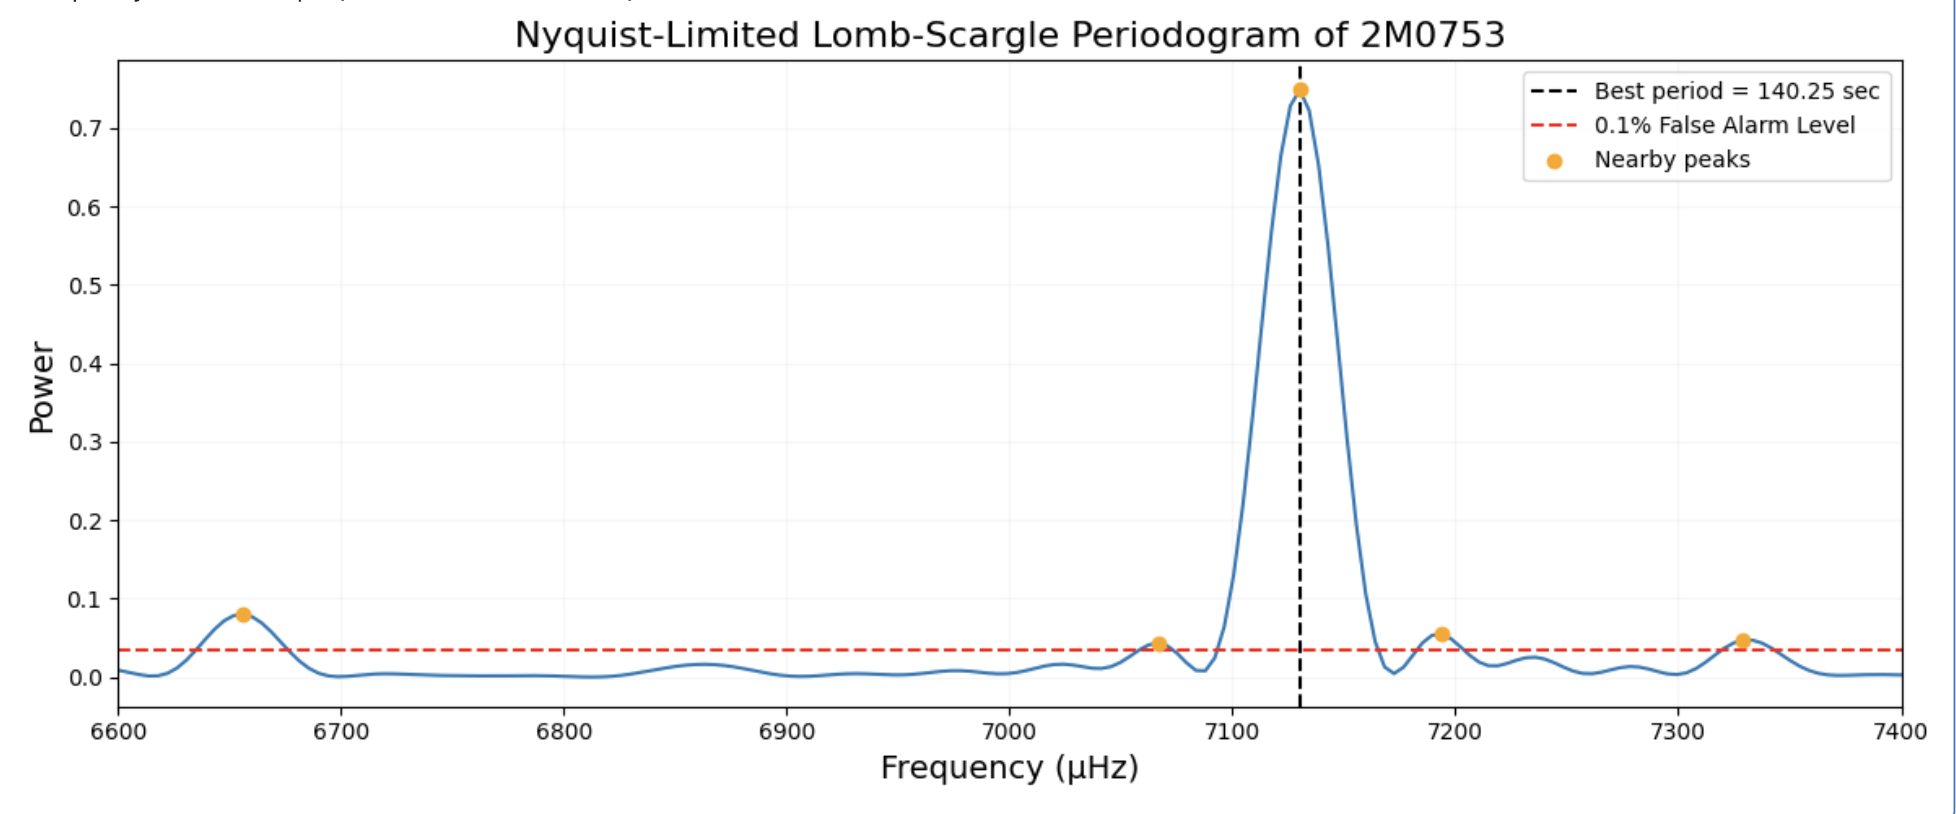 Nyquist-Limited Lomb-Scargle Periodogram of 2M0753
Best period = 140.25 sec
0.1% False Alarm Level
Nearby peaks
0.7
0.6
0.5
0.4
0.3
0.2
0.1
0.0
Power
6600 6700 6800 6900 7000 7100 7200 7300 7400
Frequency (μHz)